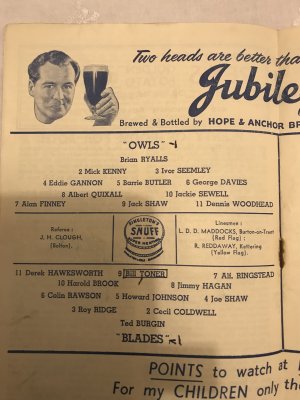 Two heads are better tha
Jubile
Brewed & Bottled by HOPE & ANCHOR BR
"OWLS"
Brian RYALLS
2 Mick KENNY 3 Ivor SEEMLEY
4 Eddie GANNON 5 Barrie BUTLER 6 George DAVIES
8 Albert QUIXALL 10 Jackie SEWELL
7 Alan FINNEY 9 Jack SHAW 11 Dennis WOODHEAD
Referee :
J. H. CLOUGH,
(Bolton).
SINGLETON'S
SNUFF
SUPER MENTHOL
Linesmen :
L. D. D. MADDOCKS, Burton-on-Trent
(Red Flag) :
R. REDDAWAY, Kettering
(Yellow Flag).
11 Derek HAWKSWORTH 9 Bill TONER 7 Alf. RINGSTEAD
10 Harold BROOK 8 Jimmy HAGAN
6 Colin RAWSON 5 Howard JOHNSON 4 Joe SHAW
3 Roy RIDGE 2 Cecil COLDWELL
Ted BURGIN
"BLADES"
POINTS to watch at
For my CHILDREN only the